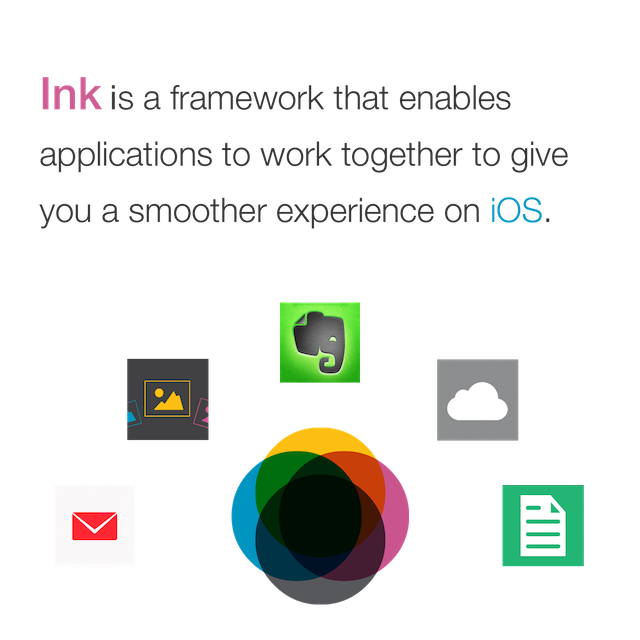 Ink is a framework that enables
applications to work together to give
you a smoother experience on iOS.